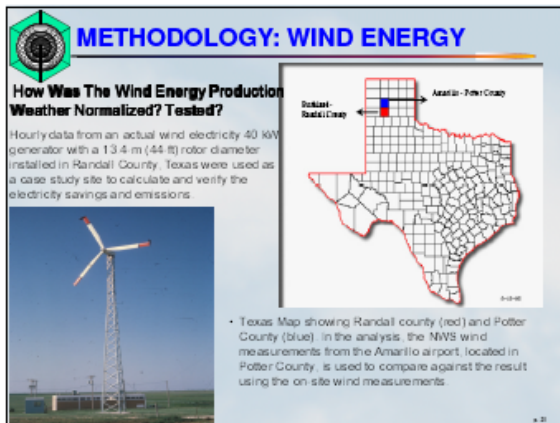 METHODOLOGY: WIND ENERGY
How Was The Wind Energy Production
Weather Normalized? Tested?
Hourly data from an actual wind electricity 40 kW
generator with a 13.4-m (44-ft) rotor diameter
installed in Randall County, Texas were used as
a case study site to calculate and verify the
electricity savings and emissions
Amarillo - Potter County
Randall County
• Texas Map showing Randall county (red) and Potter
County (blue). In the analysis, the NWS wind
measurements from the Amarillo airport, located in
Potter County, is used to compare against the result
using the on-site wind measurements.